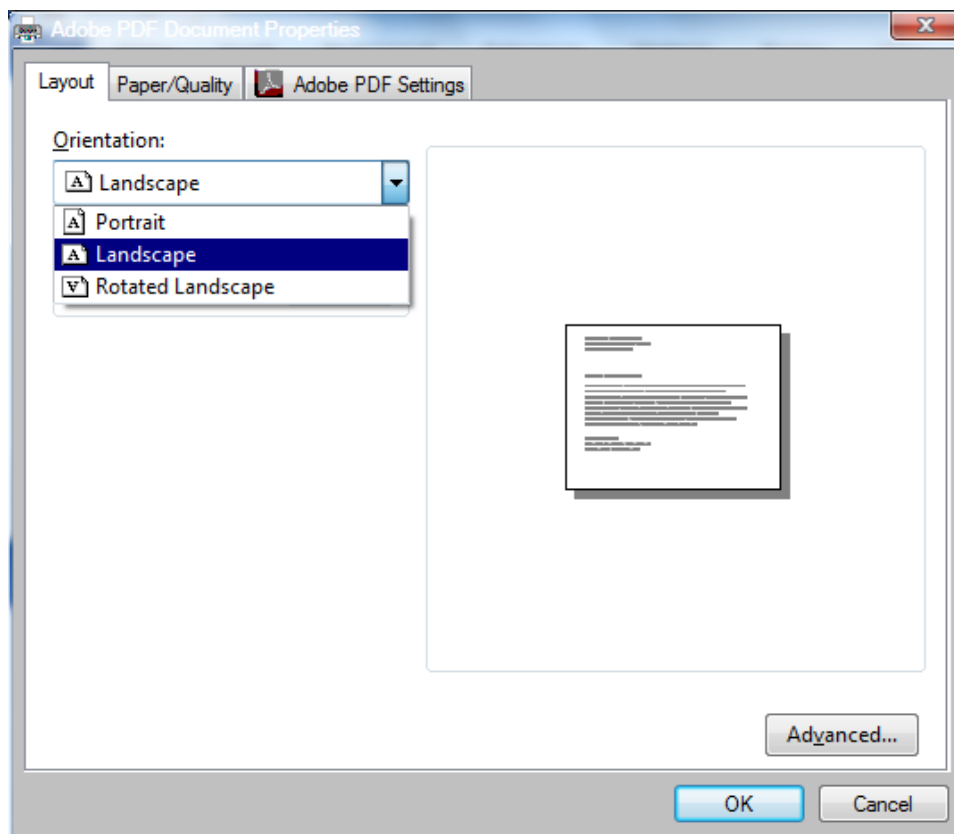 Adobe PDF Document Properties
Layout Paper/Quality Adobe PDF Settings
Orientation:
Landscape
Portrait
Landscape
Rotated Landscape
Advanced...
OK Cancel